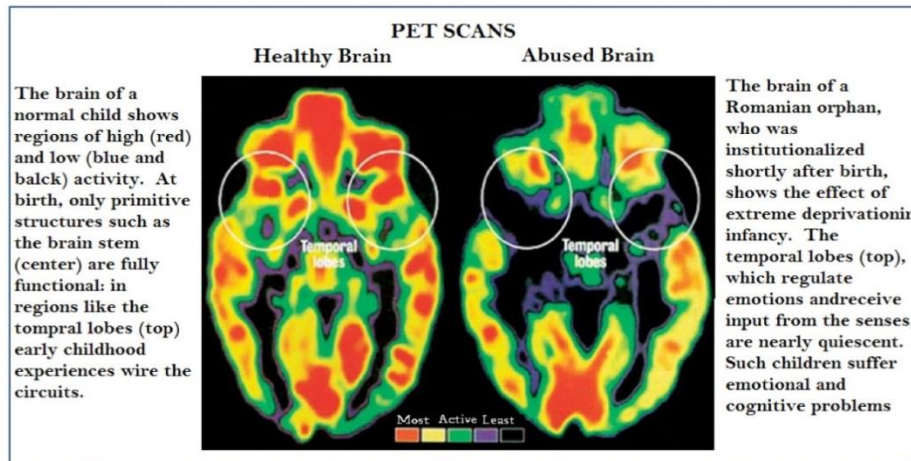 PET SCANS
Healthy Brain
Abused Brain
The brain of a
normal child shows
regions of high (red)
and low (blue and
balck) activity. At
birth, only primitive
structures such as
the brain stem
(center) are fully
functional: in
regions like the
tompral lobes (top)
early childhood
experiences wire the
circuits.
Temporal
lobes
Temporal
lobes
Most Active Least
The brain of a
Romanian orphan,
who was
institutionalized
shortly after birth,
shows the effect of
extreme deprivationin
infancy. The
temporal lobes (top),
which regulate
emotions andreceive
input from the senses,
are nearly quiescent.
Such children suffer
emotional and
cognitive problems